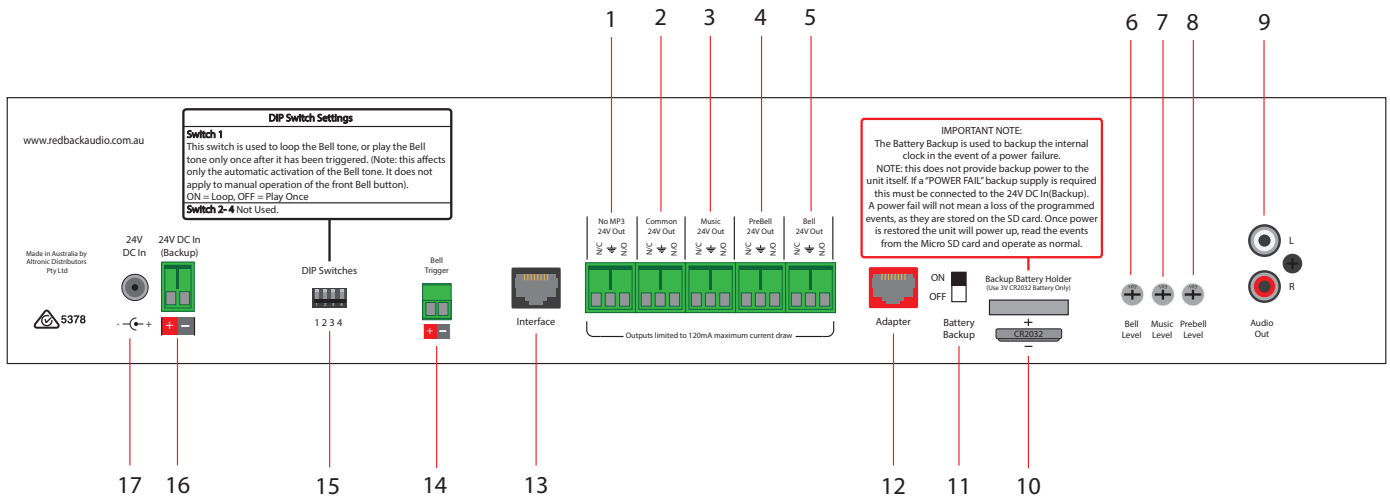 1 2 3 4 5 6 7 8 9
www.redbackaudio.com.au
DIP Switch Settings
Switch 1
This switch is used to loop the Bell tone, or play the Bell
tone only once after it has been triggered. (Note: this affects
only the automatic activation of the Bell tone. It does not
apply to manual operation of the front Bell button).
ON = Loop, OFF = Play Once
Switch 2- 4 Not Used.
IMPORTANT NOTE:
The Battery Backup is used to backup the internal
clock in the event of a power failure.
NOTE: this does not provide backup power to the
unit itself. If a "POWER FAIL" backup supply is required
this must be connected to the 24V DC In(Backup).
A power fail will not mean a loss of the programmed
events, as they are stored on the SD card. Once power
is restored the unit will power up, read the events
from the Micro SD card and operate as normal.
Made in Australia by
Altronic Distributors
Pty Ltd
5378
24V
DC In
- +
24V DC In
(Backup)
+ -
DIP Switches
1 2 3 4
Bell
Trigger
+ -
Interface
No MP3
24V Out
N/C N.O
Common
24V Out
N/C N.O
Music
24V Out
N/C N.O
PreBell
24V Out
N/C N.O
Bell
24V Out
N/C N.O
Outputs limited to 120mA maximum current draw
Adapter
ON
OFF
Battery
Backup
Backup Battery Holder
(Use 3V CR2032 Battery Only)
+
CR2032
-
Bell
Level
Music
Level
Prebell
Level
L
R
Audio
Out
17 16 15 14 13 12 11 10